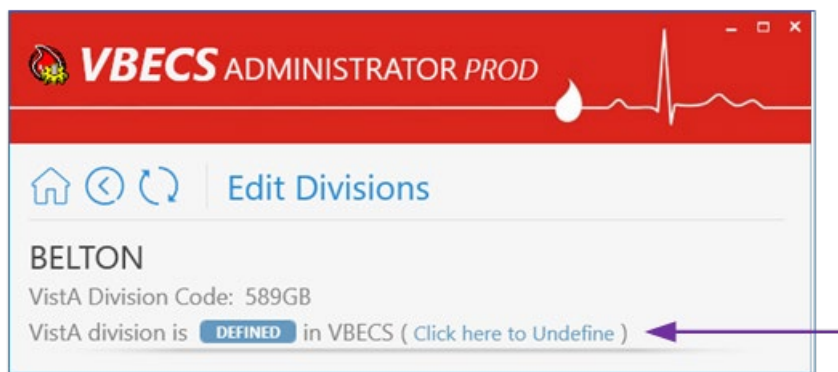 VBECS ADMINISTRATOR PROD
Edit Divisions
BELTON
VistA Division Code: 589GB
VistA division is DEFINED in VBECS ( Click here to Undefine )